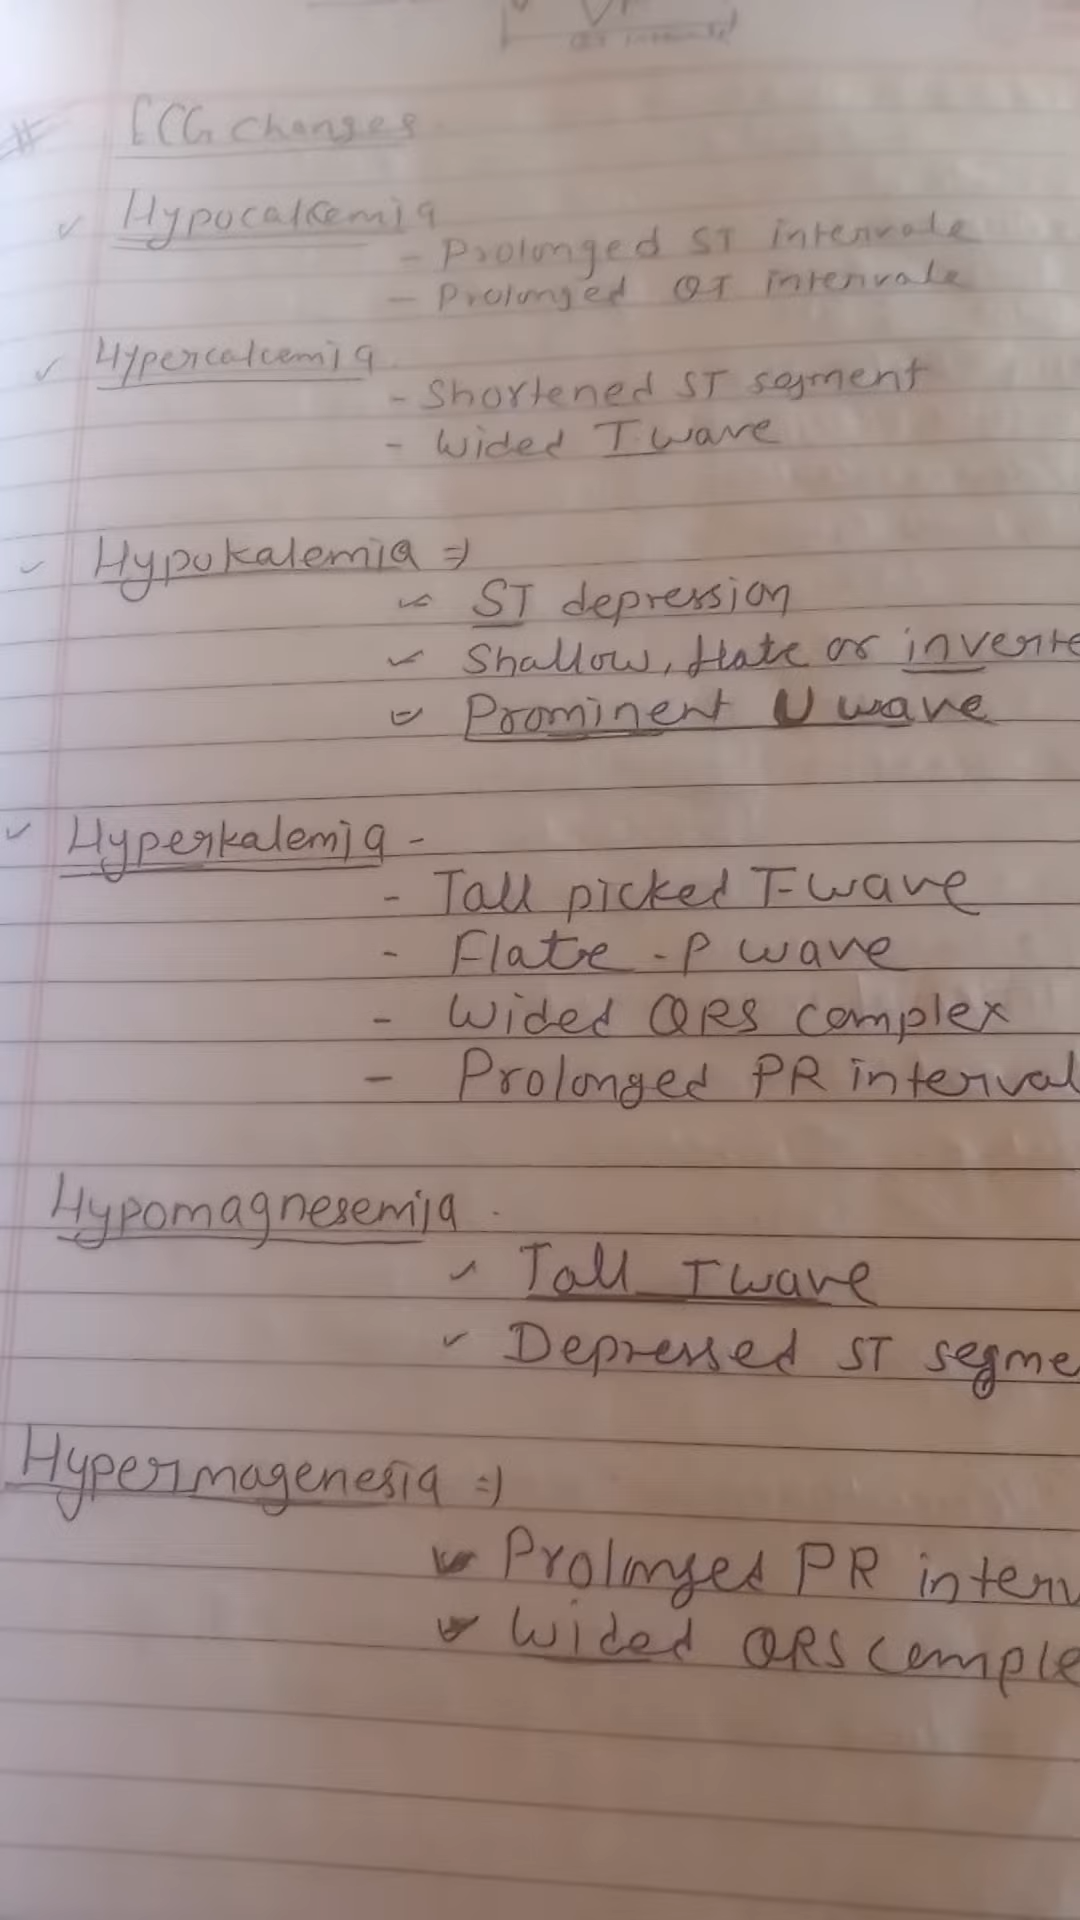 # ECG changes
✓ Hypocalcemia
- Prolonged ST intervale
- Prolonged QT intervale
✓ Hypercalcemia
- Shortened ST segment
- Wided T wave
✓ Hypokalemia ⇒
✓ ST depression
✓ Shallow, flate or inverte
✓ Prominent U wave
✓ Hyperkalemia -
- Tall picked T-wave
- Flate - P wave
- Wided QRS complex
- Prolonged PR interval
Hypomagnesemia -
✓ Tall T wave
✓ Depressed ST segme
Hypermagenesia ⇒
✓ Prolonged PR interv
✓ Wided QRS comple